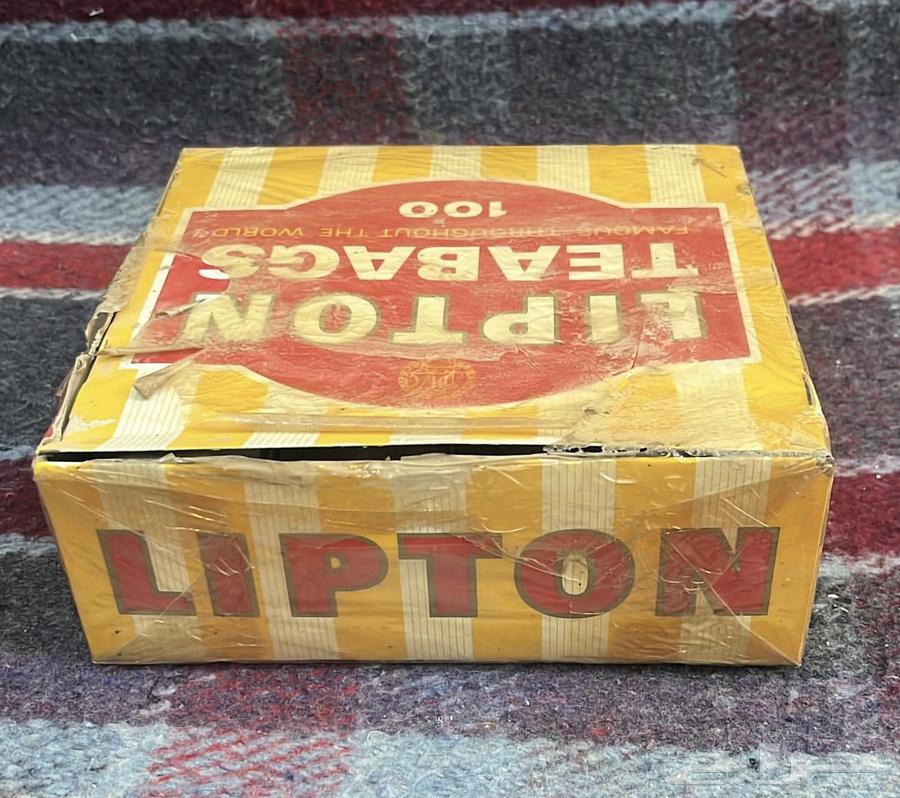 LIPTON
TEABAGS
FAMOUS THROUGHOUT THE WORLD
100
LIPTON